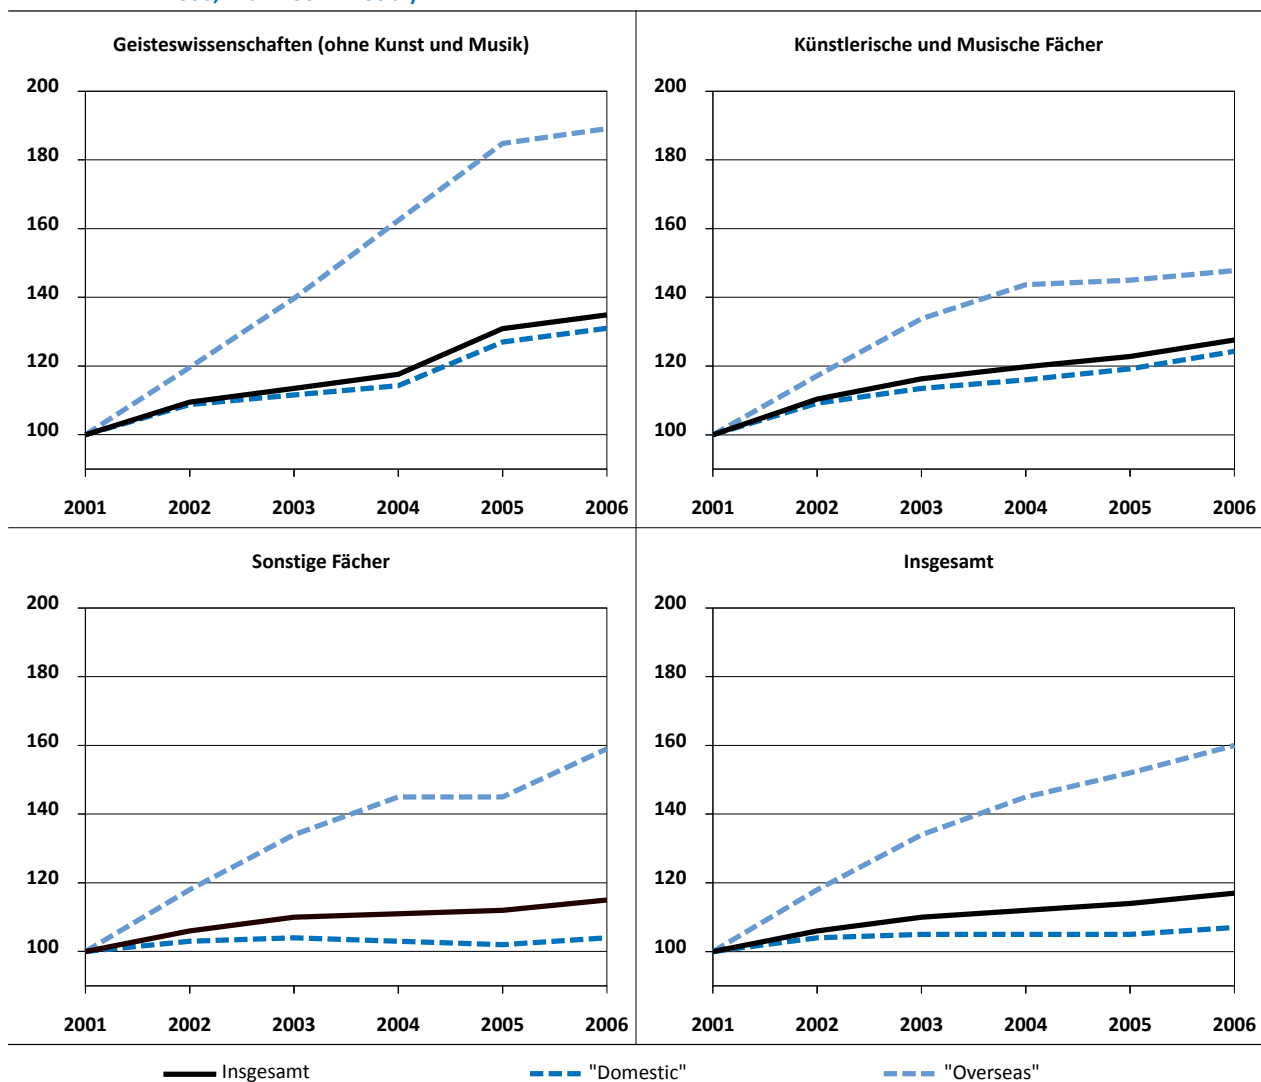 Geisteswissenschaften (ohne Kunst und Musik)
200
180
160
140
120
100
2001 2002 2003 2004 2005 2006
Künstlerische und Musische Fächer
200
180
160
140
120
100
2001 2002 2003 2004 2005 2006
Sonstige Fächer
200
180
160
140
120
100
2001 2002 2003 2004 2005 2006
Insgesamt
200
180
160
140
120
100
2001 2002 2003 2004 2005 2006
Insgesamt "Domestic" "Overseas"